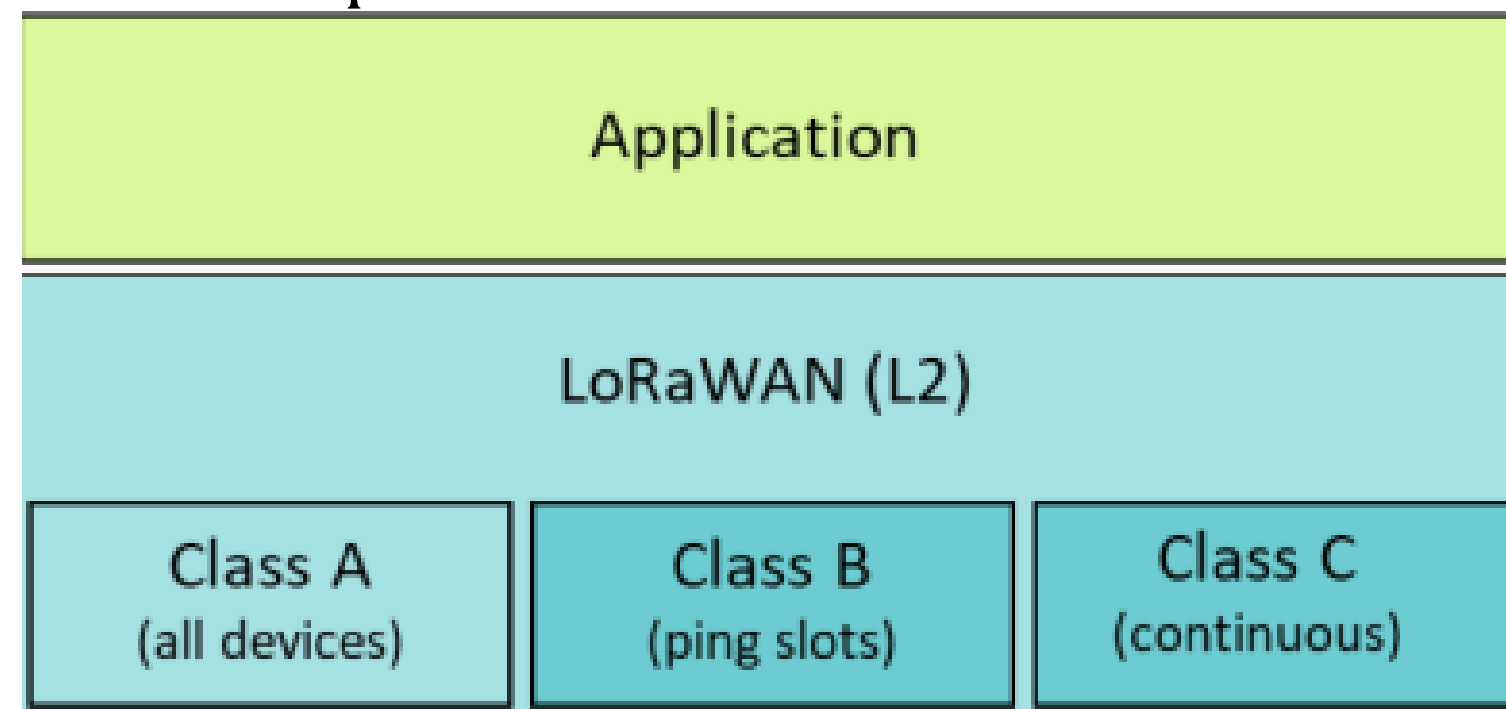 Application
LoRaWAN (L2)
Class A
(all devices)
Class B
(ping slots)
Class C
(continuous)